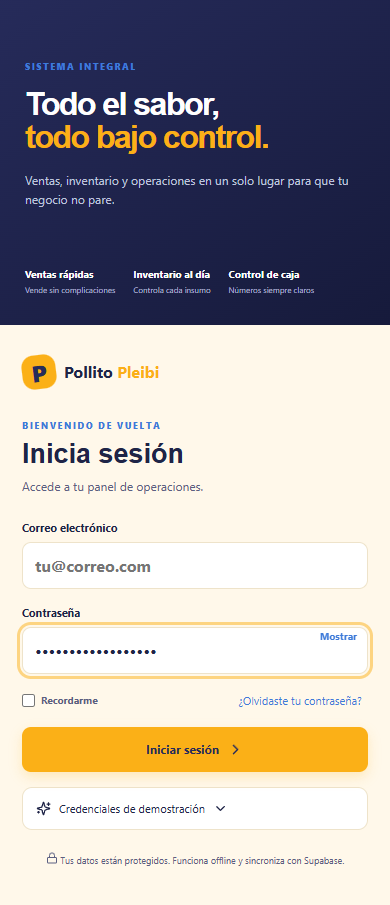 SISTEMA INTEGRAL
Todo el sabor,
todo bajo control.
Ventas, inventario y operaciones en un solo lugar para que tu
negocio no pare.
Ventas rápidas
Vende sin complicaciones
Inventario al día
Controla cada insumo
Control de caja
Números siempre claros
P
Pollito Pleibi
BIENVENIDO DE VUELTA
Inicia sesión
Accede a tu panel de operaciones.
Correo electrónico
tu@correo.com
Contraseña
Mostrar
••••••••••••••••••
Recordarme
¿Olvidaste tu contraseña?
Iniciar sesión
Credenciales de demostración
Tus datos están protegidos. Funciona offline y sincroniza con Supabase.